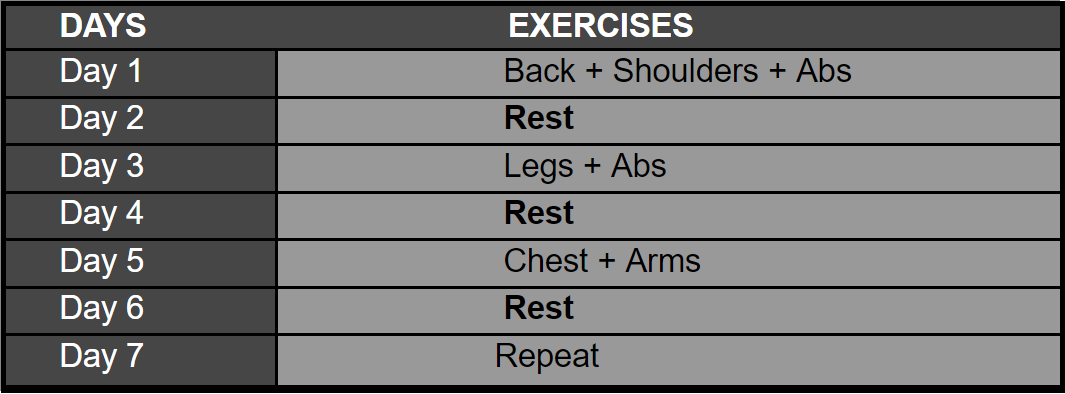 DAYS EXERCISES
Day 1 Back + Shoulders + Abs
Day 2 Rest
Day 3 Legs + Abs
Day 4 Rest
Day 5 Chest + Arms
Day 6 Rest
Day 7 Repeat